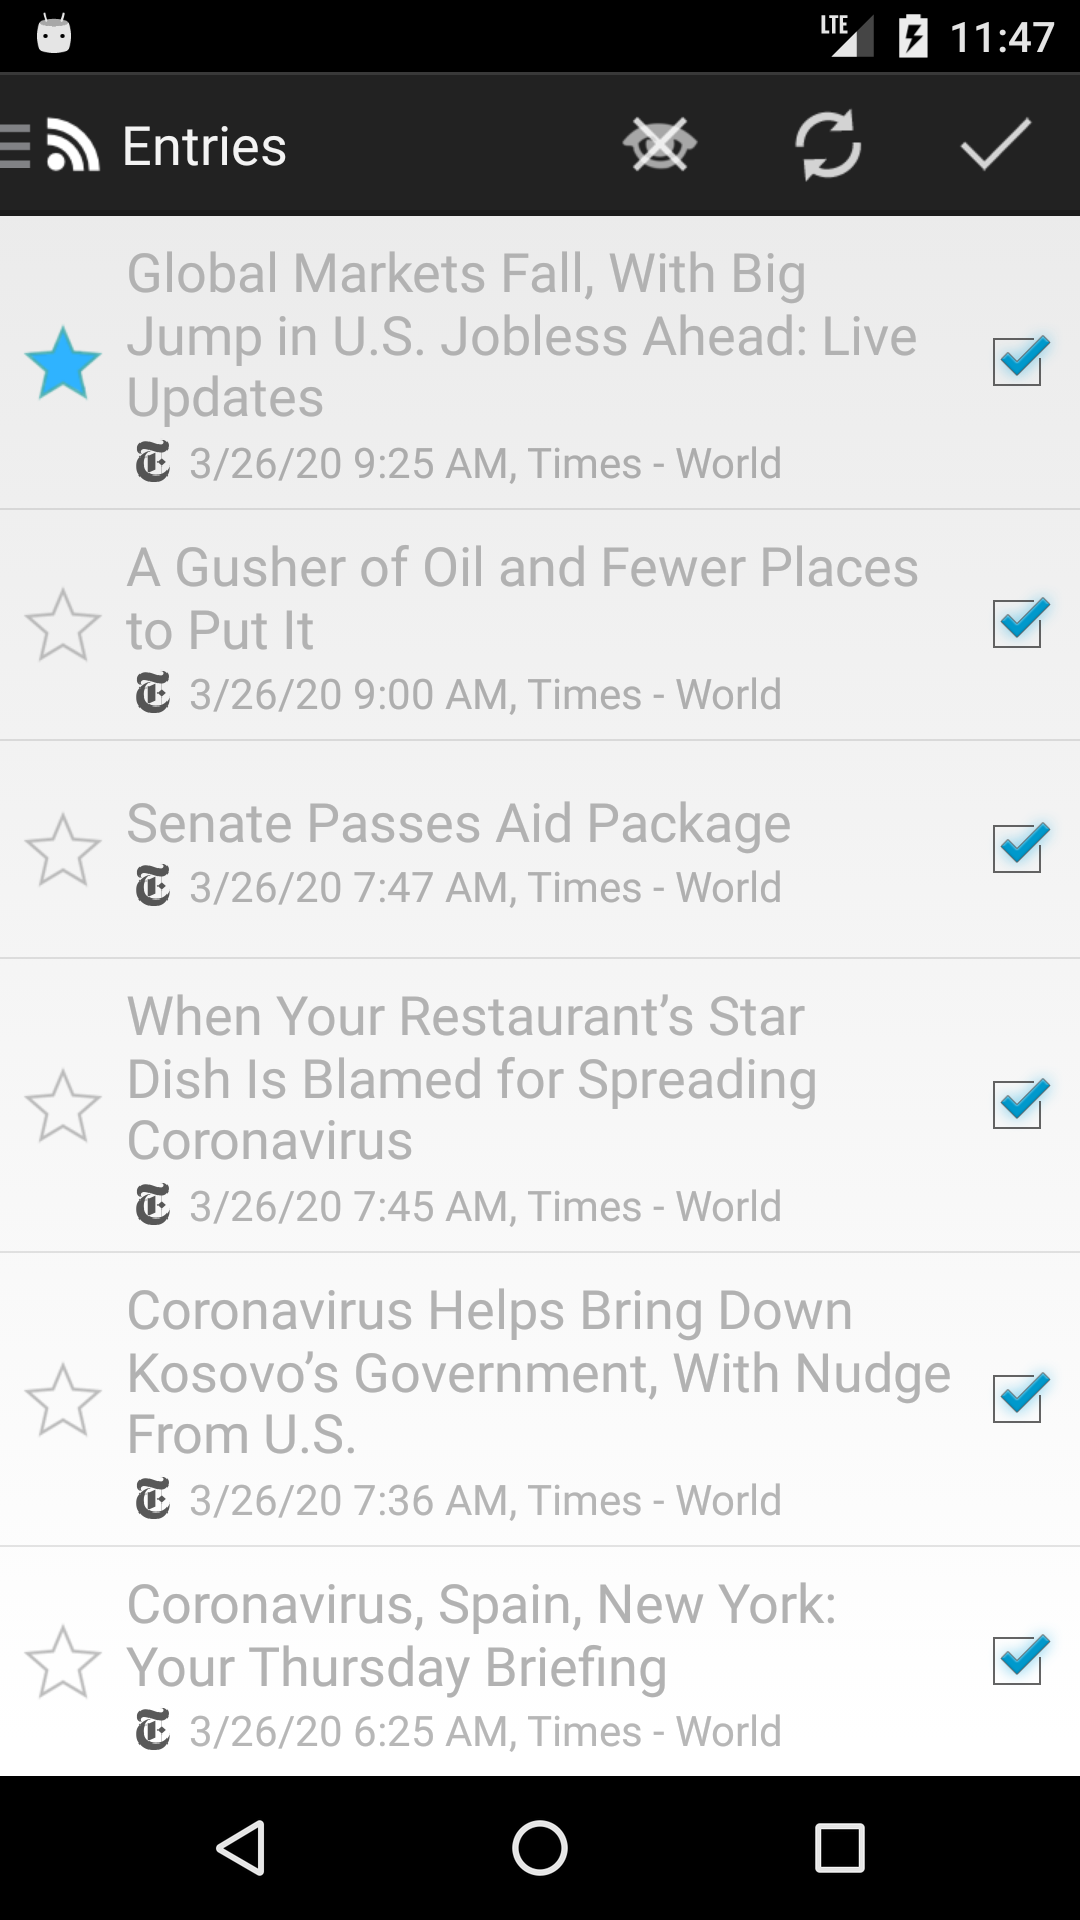 LTE 11:47
Entries
Global Markets Fall, With Big
Jump in U.S. Jobless Ahead: Live
Updates
T 3/26/20 9:25 AM, Times - World
A Gusher of Oil and Fewer Places
to Put It
T 3/26/20 9:00 AM, Times - World
Senate Passes Aid Package
T 3/26/20 7:47 AM, Times - World
When Your Restaurant’s Star
Dish Is Blamed for Spreading
Coronavirus
T 3/26/20 7:45 AM, Times - World
Coronavirus Helps Bring Down
Kosovo’s Government, With Nudge
From U.S.
T 3/26/20 7:36 AM, Times - World
Coronavirus, Spain, New York:
Your Thursday Briefing
T 3/26/20 6:25 AM, Times - World